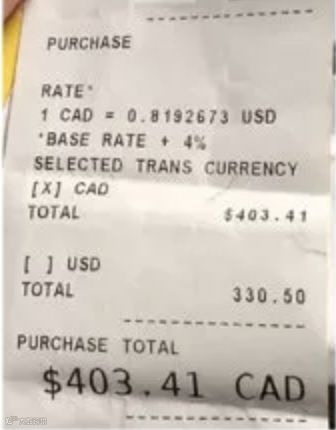 PURCHASE
RATE*
1 CAD = 0.8192673 USD
*BASE RATE + 4%
SELECTED TRANS CURRENCY
[X] CAD
TOTAL $403.41
[ ] USD
TOTAL 330.50
PURCHASE TOTAL
$403.41 CAD